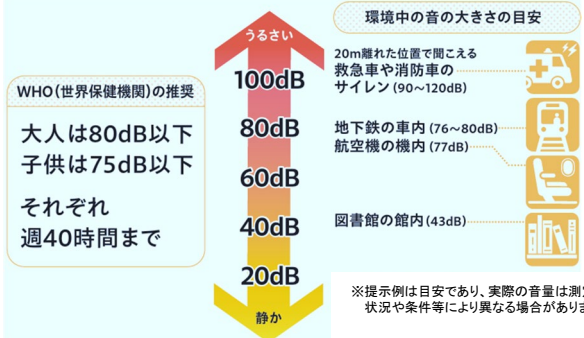 環境中の音の大きさの目安
うるさい
100dB
80dB
60dB
40dB
20dB
静か
WHO(世界保健機関)の推奨
大人は80dB以下
子供は75dB以下
それぞれ
週40時間まで
20m離れた位置で聞こえる
救急車や消防車の
サイレン(90〜120dB)
地下鉄の車内(76〜80dB)
航空機の機内(77dB)
図書館の館内(43dB)
※提示例は目安であり、実際の音量は測
状況や条件等により異なる場合があり